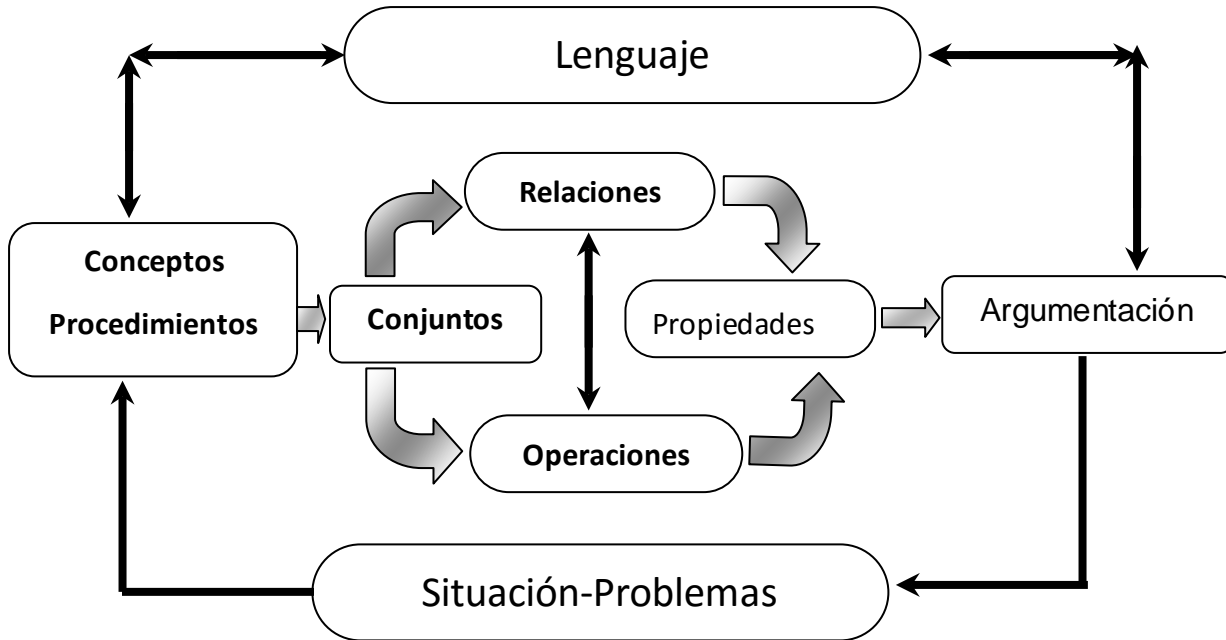 Lenguaje
Relaciones
Conceptos
Procedimientos
Conjuntos
Propiedades
Argumentación
Operaciones
Situación-Problemas